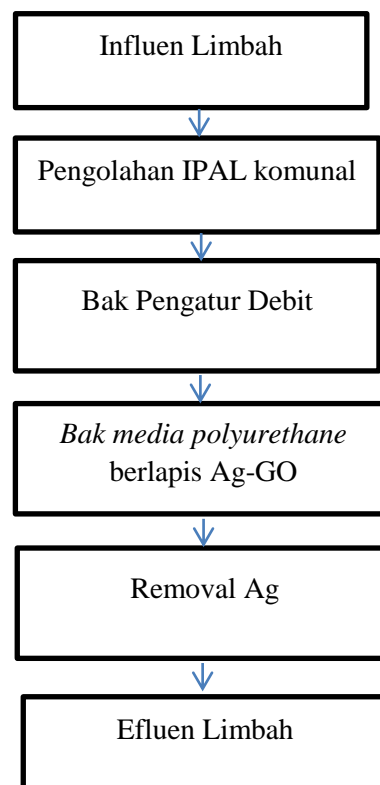 Influen Limbah
Pengolahan IPAL komunal
Bak Pengatur Debit
Bak media polyurethane
berlapis Ag-GO
Removal Ag
Efluen Limbah